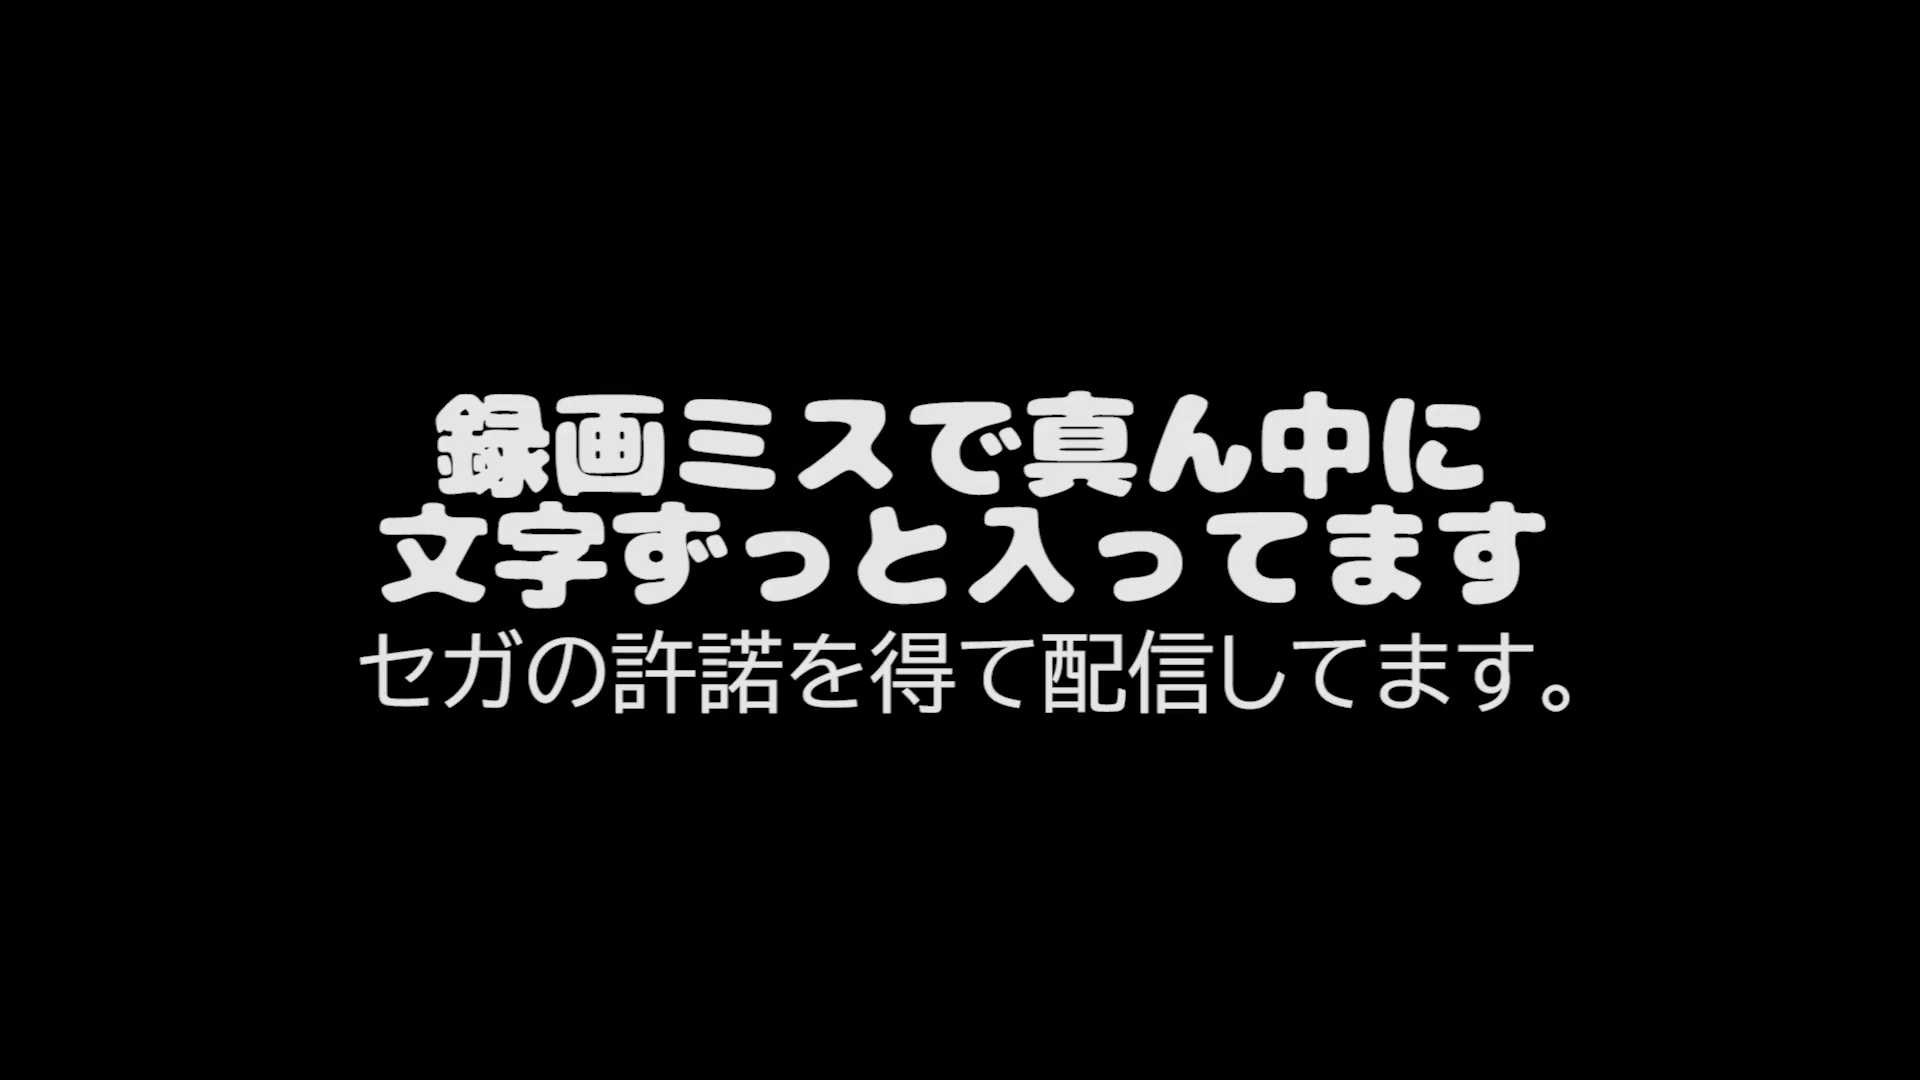 録画ミスで真ん中に
文字ずっと入ってます
セガの許諾を得て配信してます。